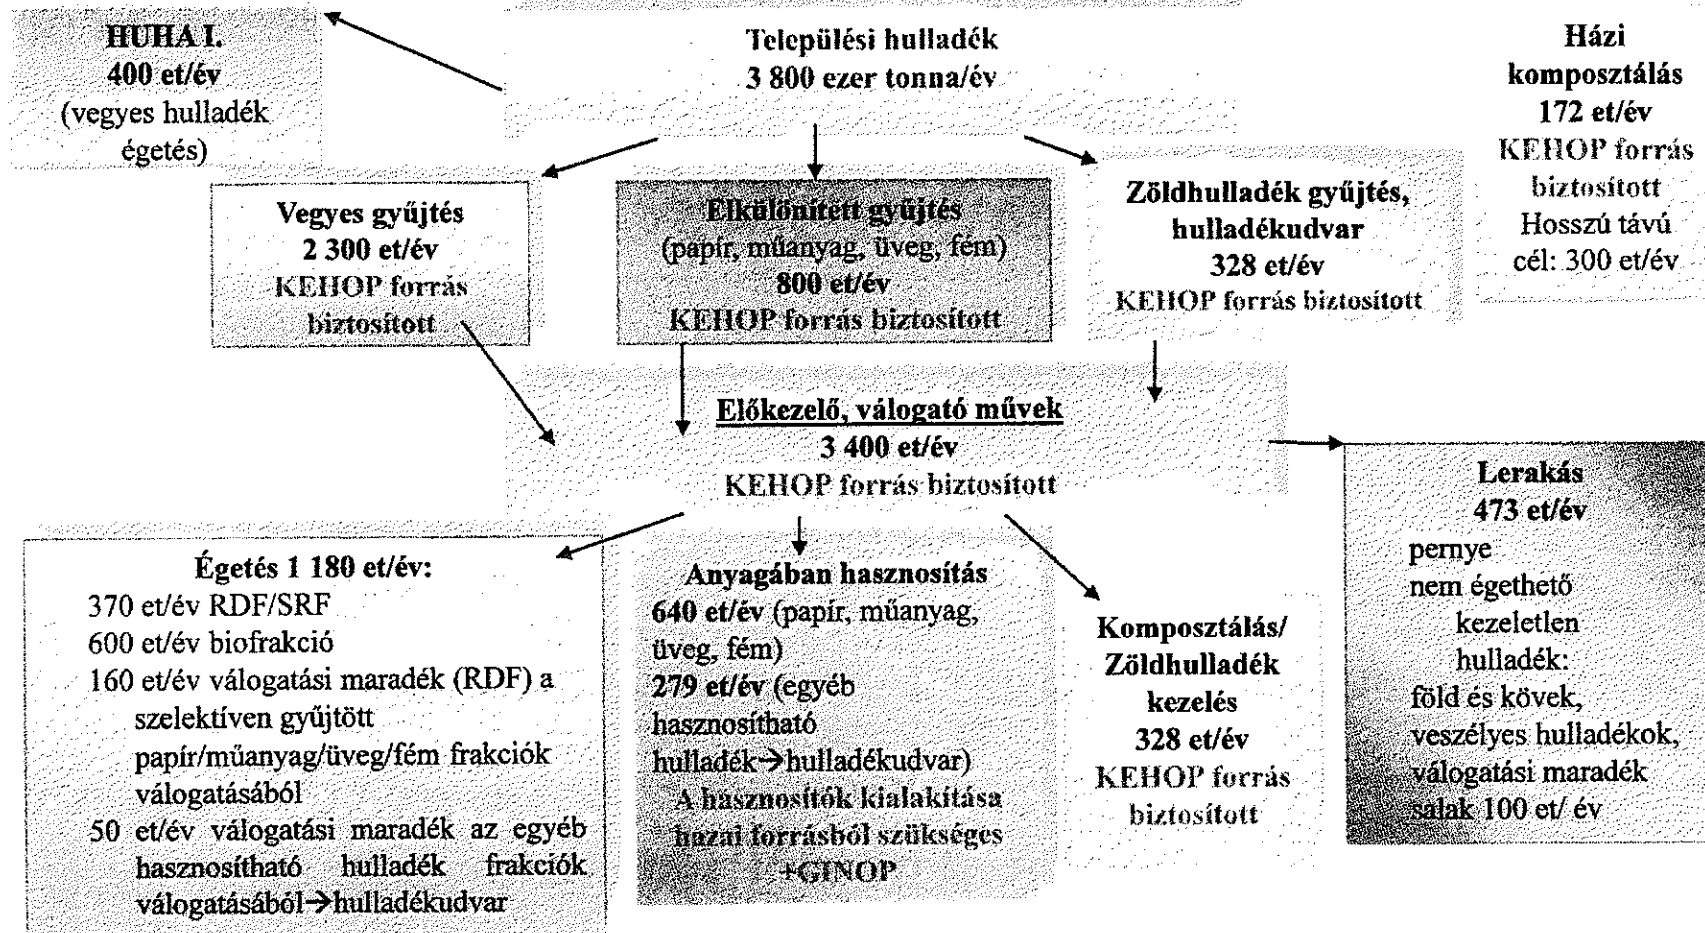 HUHA I.
400 et/év
(vegyes hulladék
égetés)
Települési hulladék
3 800 ezer tonna/év
Házi
komposztálás
172 et/év
KEHOP forrás
biztosított
Hosszú távú
cél: 300 et/év
Vegyes gyűjtés
2 300 et/év
KEHOP forrás
biztosított
Elkülönített gyűjtés
(papír, műanyag, üveg, fém)
800 et/év
KEHOP forrás biztosított
Zöldhulladék gyűjtés,
hulladékudvar
328 et/év
KEHOP forrás biztosított
Előkezelő, válogató művek
3 400 et/év
KEHOP forrás biztosított
Égetés 1 180 et/év:
370 et/év RDF/SRF
600 et/év biofrakció
160 et/év válogatási maradék (RDF) a
szelektíven gyűjtött
papír/műanyag/üveg/fém frakciók
válogatásából
50 et/év válogatási maradék az egyéb
hasznosítható hulladék frakciók
válogatásából→hulladékudvar
Anyagában hasznosítás
640 et/év (papír, műanyag,
üveg, fém)
279 et/év (egyéb
hasznosítható
hulladék→hulladékudvar)
A hasznosítók kialakítása
hazai forrásból szükséges
+GINOP
Komposztálás/
Zöldhulladék
kezelés
328 et/év
KEHOP forrás
biztosított
Lerakás
473 et/év
pernye
nem égethető
kezeletlen
hulladék:
föld és kövek,
veszélyes hulladékok,
válogatási maradék
salak 100 et/ év